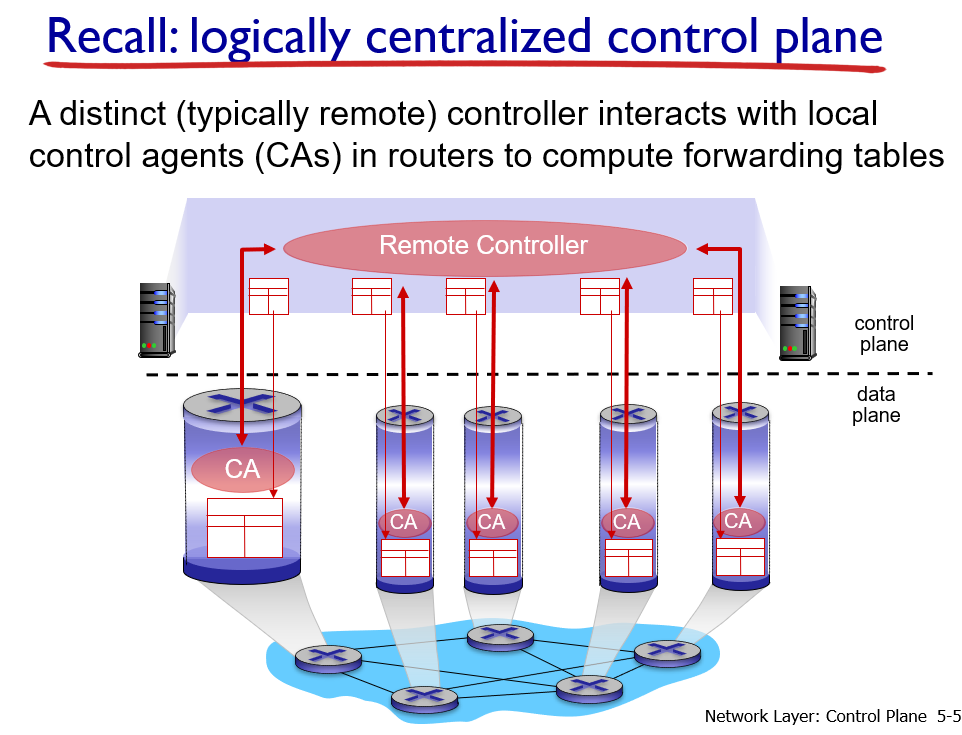 Recall: logically centralized control plane
A distinct (typically remote) controller interacts with local
control agents (CAs) in routers to compute forwarding tables
Remote Controller
control
plane
data
plane
CA
CA
CA
CA
CA
Network Layer: Control Plane 5-5